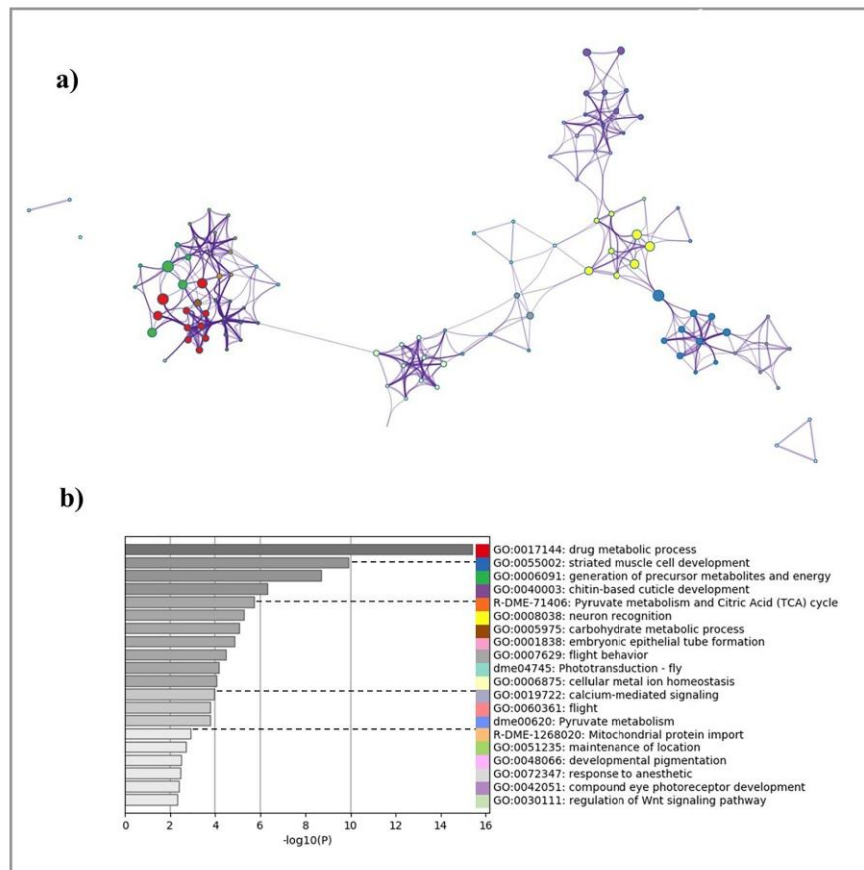 a)
b)
GO:0017144: drug metabolic process
GO:0055002: striated muscle cell development
GO:0006091: generation of precursor metabolites and energy
GO:0040003: chitin-based cuticle development
R-DME-71406: Pyruvate metabolism and Citric Acid (TCA) cycle
GO:0008038: neuron recognition
GO:0005975: carbohydrate metabolic process
GO:0001838: embryonic epithelial tube formation
GO:0007629: flight behavior
dme04745: Phototransduction - fly
GO:0006875: cellular metal ion homeostasis
GO:0019722: calcium-mediated signaling
GO:0060361: flight
dme00620: Pyruvate metabolism
R-DME-1268020: Mitochondrial protein import
GO:0051235: maintenance of location
GO:0048066: developmental pigmentation
GO:0072347: response to anesthetic
GO:0042051: compound eye photoreceptor development
GO:0030111: regulation of Wnt signaling pathway
0 2 4 6 8 10 12 14 16
-log10(P)